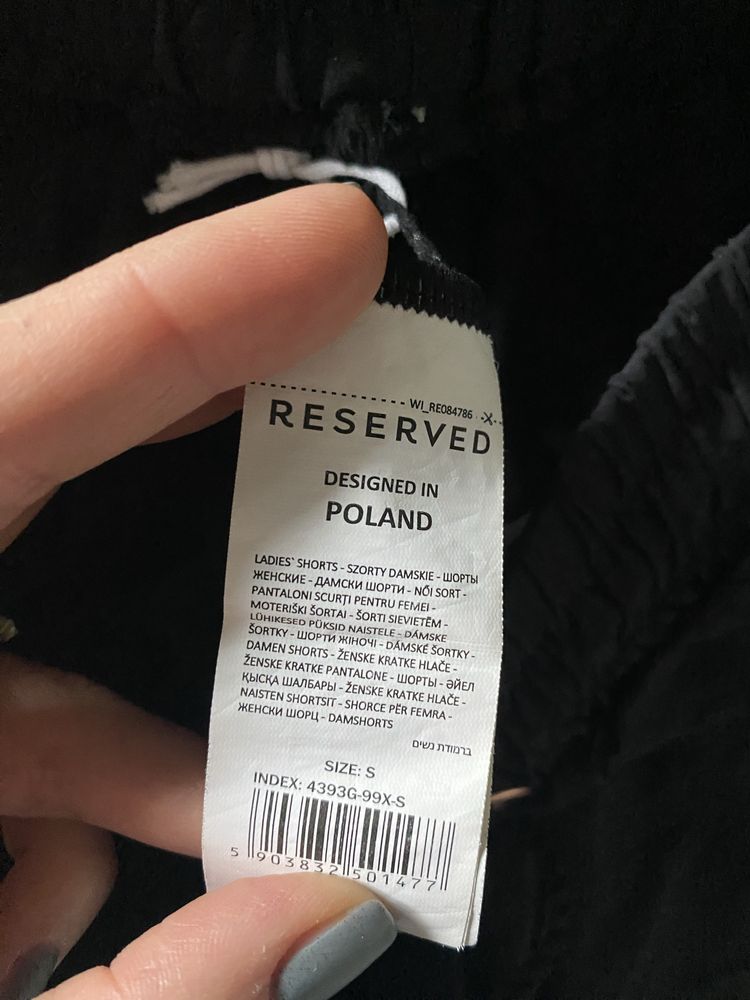 WI_RE084786
RESERVED
DESIGNED IN
POLAND
LADIES` SHORTS - SZORTY DAMSKIE - ШОРТЫ
ЖЕНСКИЕ - ДАМСКИ ШОРТИ - NŐI SORT -
PANTALONI SCURȚI PENTRU FEMEI -
MOTERIŠKI ŠORTAI - ŠORTI SIEVIETĒM -
LÜHIKESED PÜKSID NAISTELE - DÁMSKE
ŠORTKY - ШОРТИ ЖІНОЧІ - DÁMSKÉ ŠORTKY -
DAMEN SHORTS - ŽENSKE KRATKE HLAČE -
ŽENSKE KRATKE PANTALONE - ШОРТЫ - ӘЙЕЛ
ҚЫСҚА ШАЛБАРЫ - ŽENSKE KRATKE HLAČE -
NAISTEN SHORTSIT - SHORCE PËR FEMRA -
ЖЕНСКИ ШОРЦ - DAMSHORTS
ברמודת נשים
SIZE: S
INDEX: 4393G-99X-S
5 903832 501477